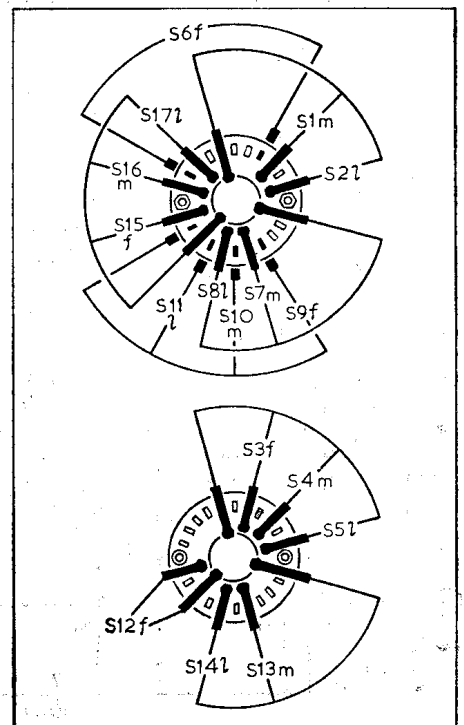 S6f
S1m
S17l
S2l
S16
m
S15
f
S11
l
S8l
S10
m
S7m
S9f
S3f
S4m
S5l
S12f
S14l
S13m